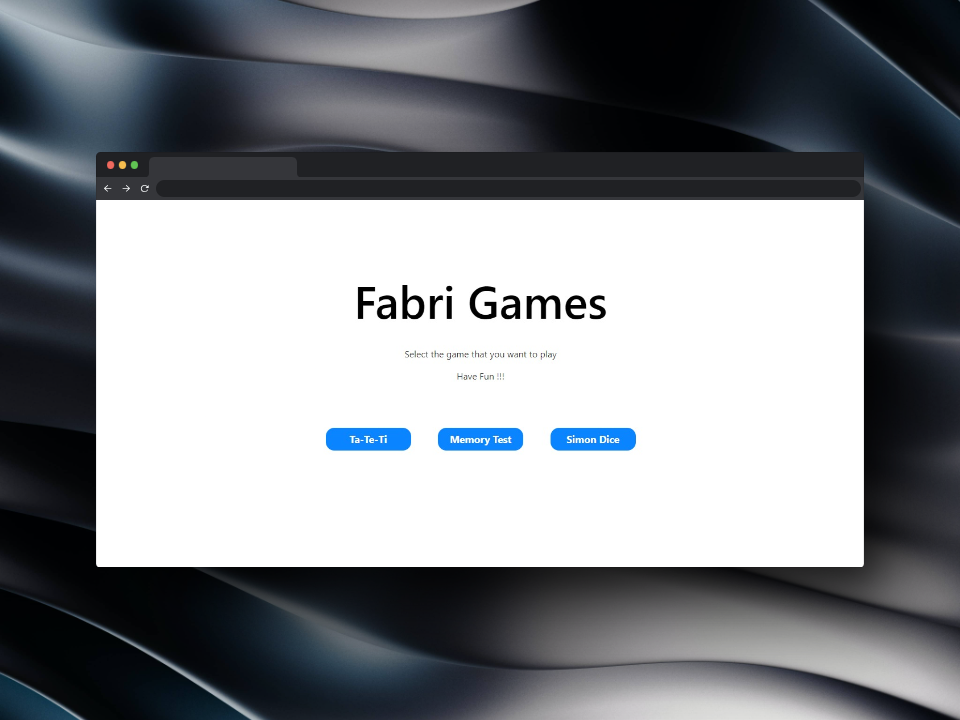 Fabri Games
Select the game that you want to play
Have Fun !!!
Ta-Te-Ti Memory Test Simon Dice